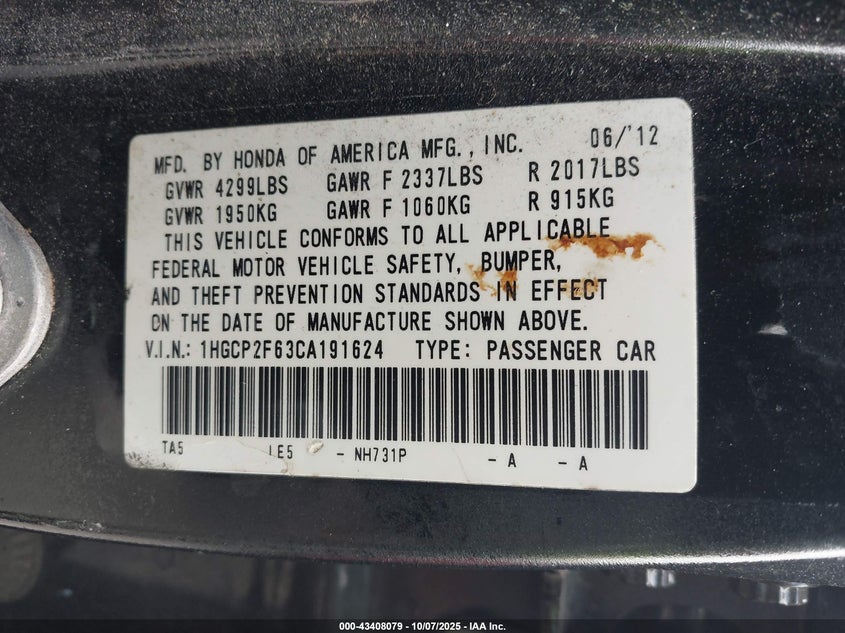 MFD. BY HONDA OF AMERICA MFG., INC. 06/'12
GVWR 4299LBS GAWR F 2337LBS R 2017LBS
GVWR 1950KG GAWR F 1060KG R 915KG
THIS VEHICLE CONFORMS TO ALL APPLICABLE
FEDERAL MOTOR VEHICLE SAFETY, BUMPER,
AND THEFT PREVENTION STANDARDS IN EFFECT
ON THE DATE OF MANUFACTURE SHOWN ABOVE.
V.I.N.: 1HGCP2F63CA191624 TYPE: PASSENGER CAR
TA5 LE5 - NH731P - A - A
000-43408079 - 10/07/2025 - IAA Inc.